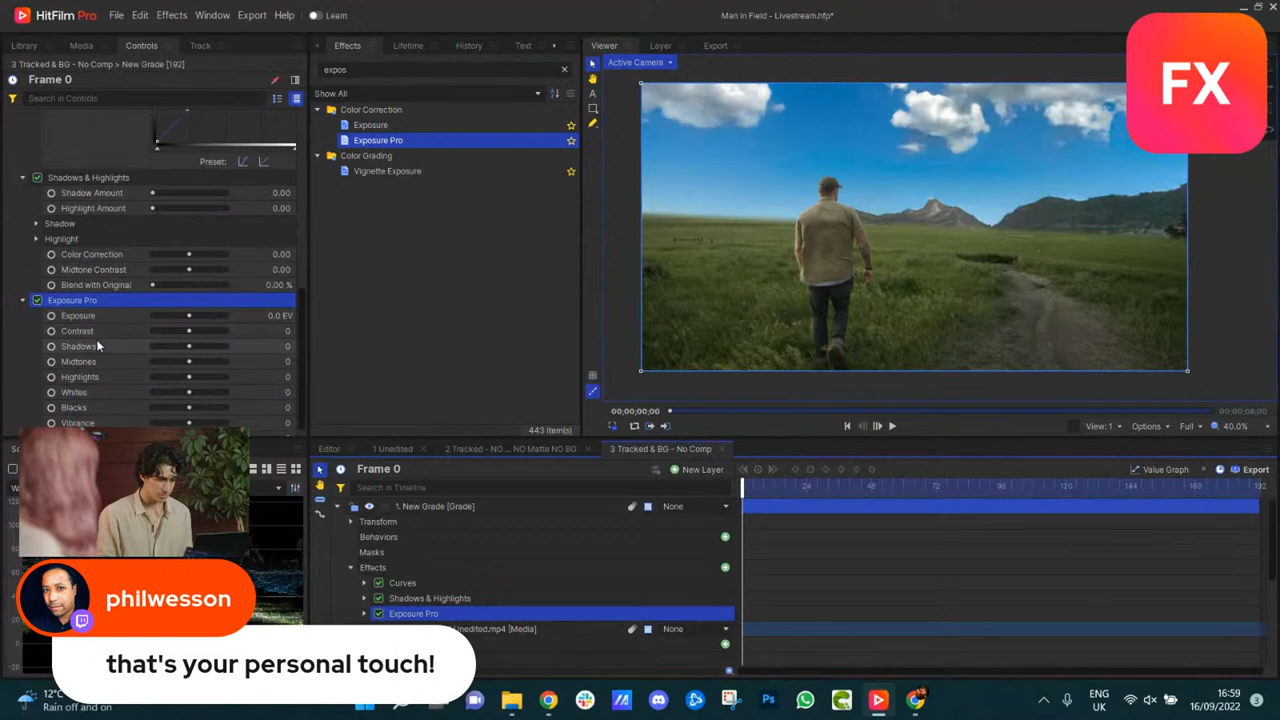 HitFilm Pro
File
Edit
Effects
Window
Export
Help
Learn
Man in Field - Livestream.hfp*
Library
Media
Controls
Track
3 Tracked & BG - No Comp > New Grade [192]
Frame 0
Search in Controls
Preset:
Shadows & Highlights
Shadow Amount 0.00
Highlight Amount 0.00
Shadow
Highlight
Color Correction 0.00
Midtone Contrast 0.00
Blend with Original 0.00 %
Exposure Pro
Exposure 0.0 EV
Contrast 0
Shadows 0
Midtones 0
Highlights 0
Whites 0
Blacks 0
Vibrance
Effects
Lifetime
History
Text
expos
Show All
Color Correction
Exposure
Exposure Pro
Color Grading
Vignette Exposure
443 item(s)
Viewer
Layer
Export
Active Camera
FX
00;00;00;00
00;00;08;00
View: 1
Options
Full
40.0%
Editor
1 Unedited
2 Tracked - NO ... NO Matte NO BG
3 Tracked & BG - No Comp
Frame 0
New Layer
Value Graph
Export
Search in Timeline
24
48
72
96
120
144
168
192
1. New Grade [Grade]
None
Transform
Behaviors
Masks
Effects
Curves
Shadows & Highlights
Exposure Pro
Unedited.mp4 [Media]
None
philwesson
that's your personal touch!
12°C
Rain off and on
ENG
UK
16:59
16/09/2022